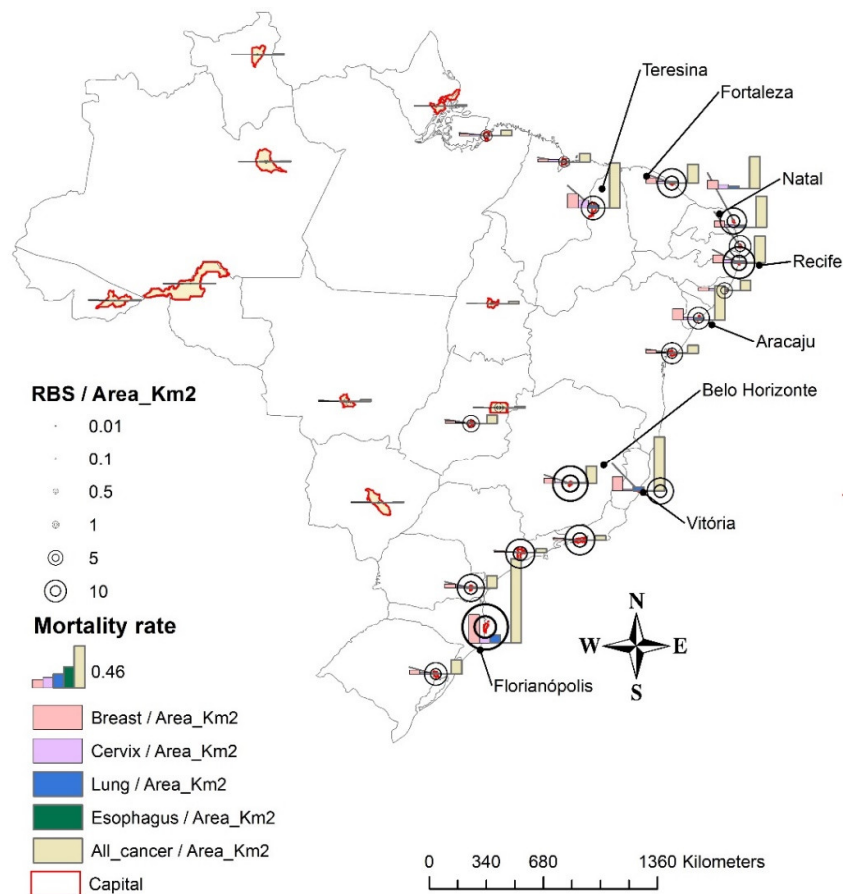 Teresina
Fortaleza
Natal
Recife
Aracaju
Belo Horizonte
Vitória
Florianópolis
RBS / Area_Km2
0.01
0.1
0.5
1
5
10
Mortality rate
0.46
Breast / Area_Km2
Cervix / Area_Km2
Lung / Area_Km2
Esophagus / Area_Km2
All_cancer / Area_Km2
Capital
N
W E
S
0 340 680 1360 Kilometers